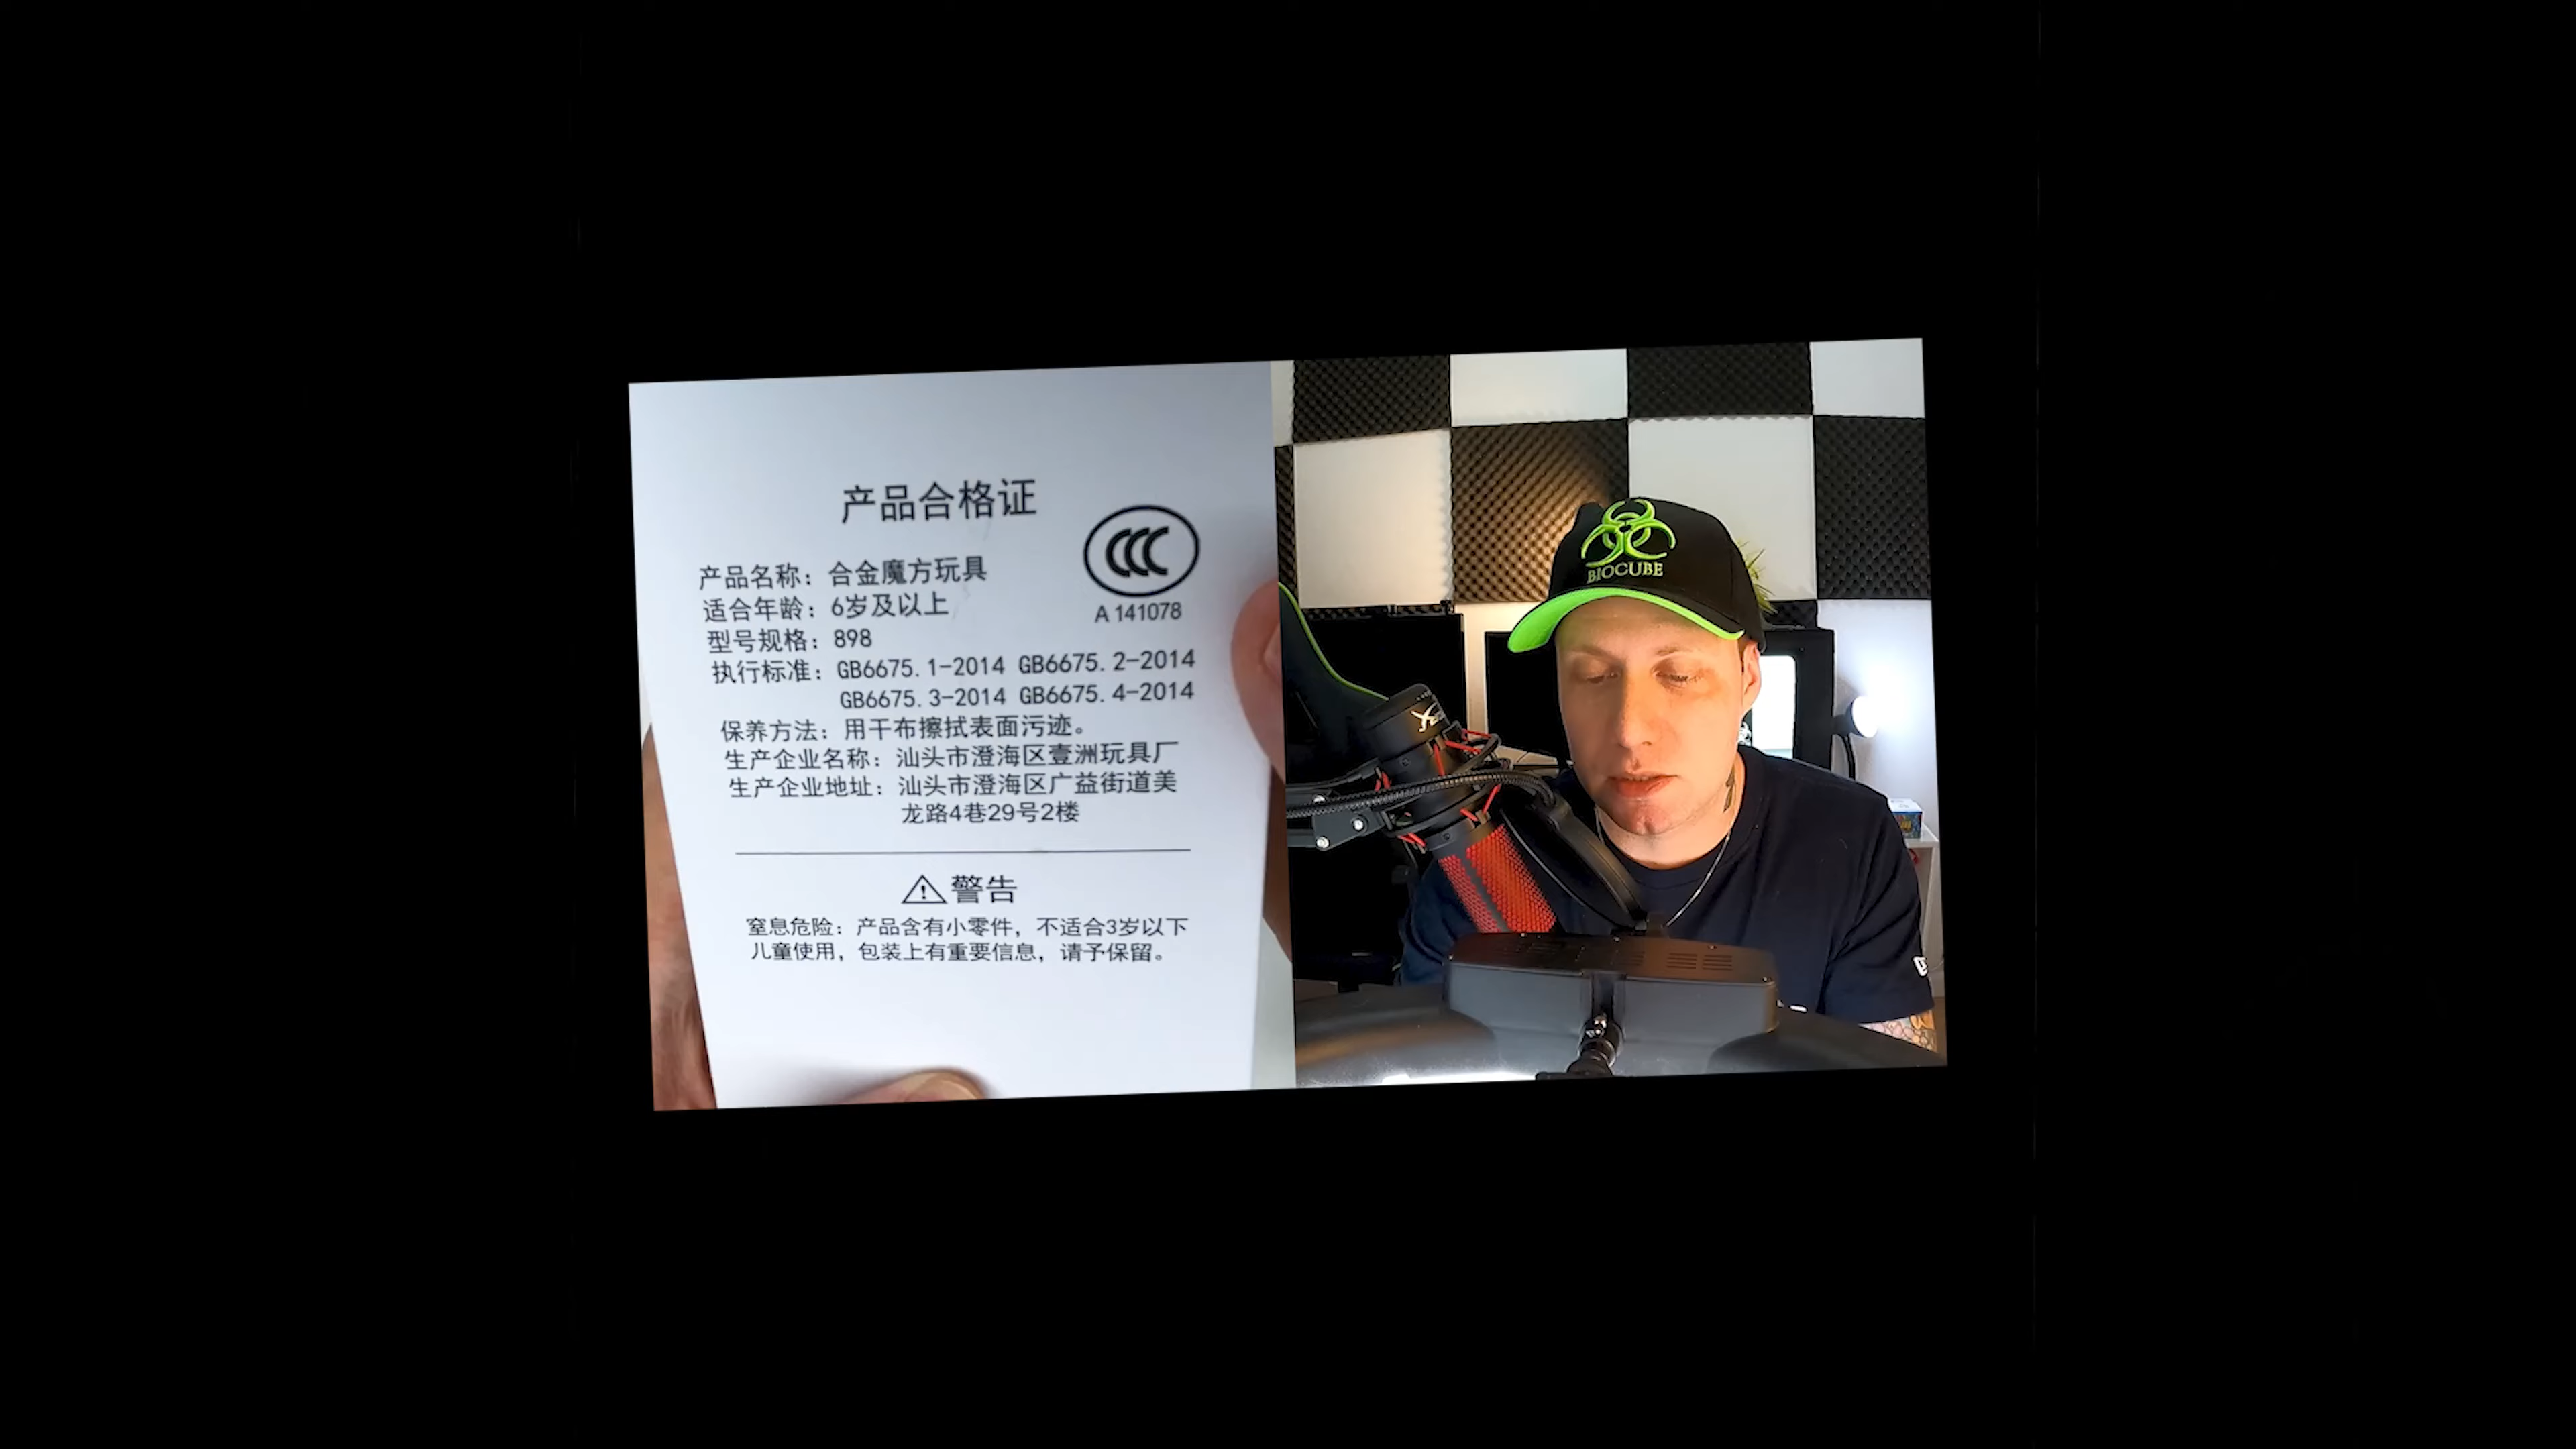 产品合格证
CCC
A 141078
产品名称：合金魔方玩具
适合年龄：6岁及以上
型号规格：898
执行标准：GB6675.1-2014 GB6675.2-2014
GB6675.3-2014 GB6675.4-2014
保养方法：用干布擦拭表面污迹。
生产企业名称：汕头市澄海区壹洲玩具厂
生产企业地址：汕头市澄海区广益街道美
龙路4巷29号2楼
警告
窒息危险：产品含有小零件，不适合3岁以下
儿童使用，包装上有重要信息，请予保留。
BIOCUBE